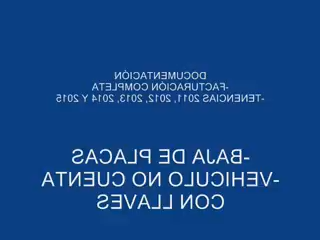 DOCUMENTACIÓN
-FACTURACIÓN COMPLETA
-TENENCIAS 2011, 2012, 2013, 2014 Y 2015
-BAJA DE PLACAS
-VEHICULO NO CUENTA
CON LLAVES